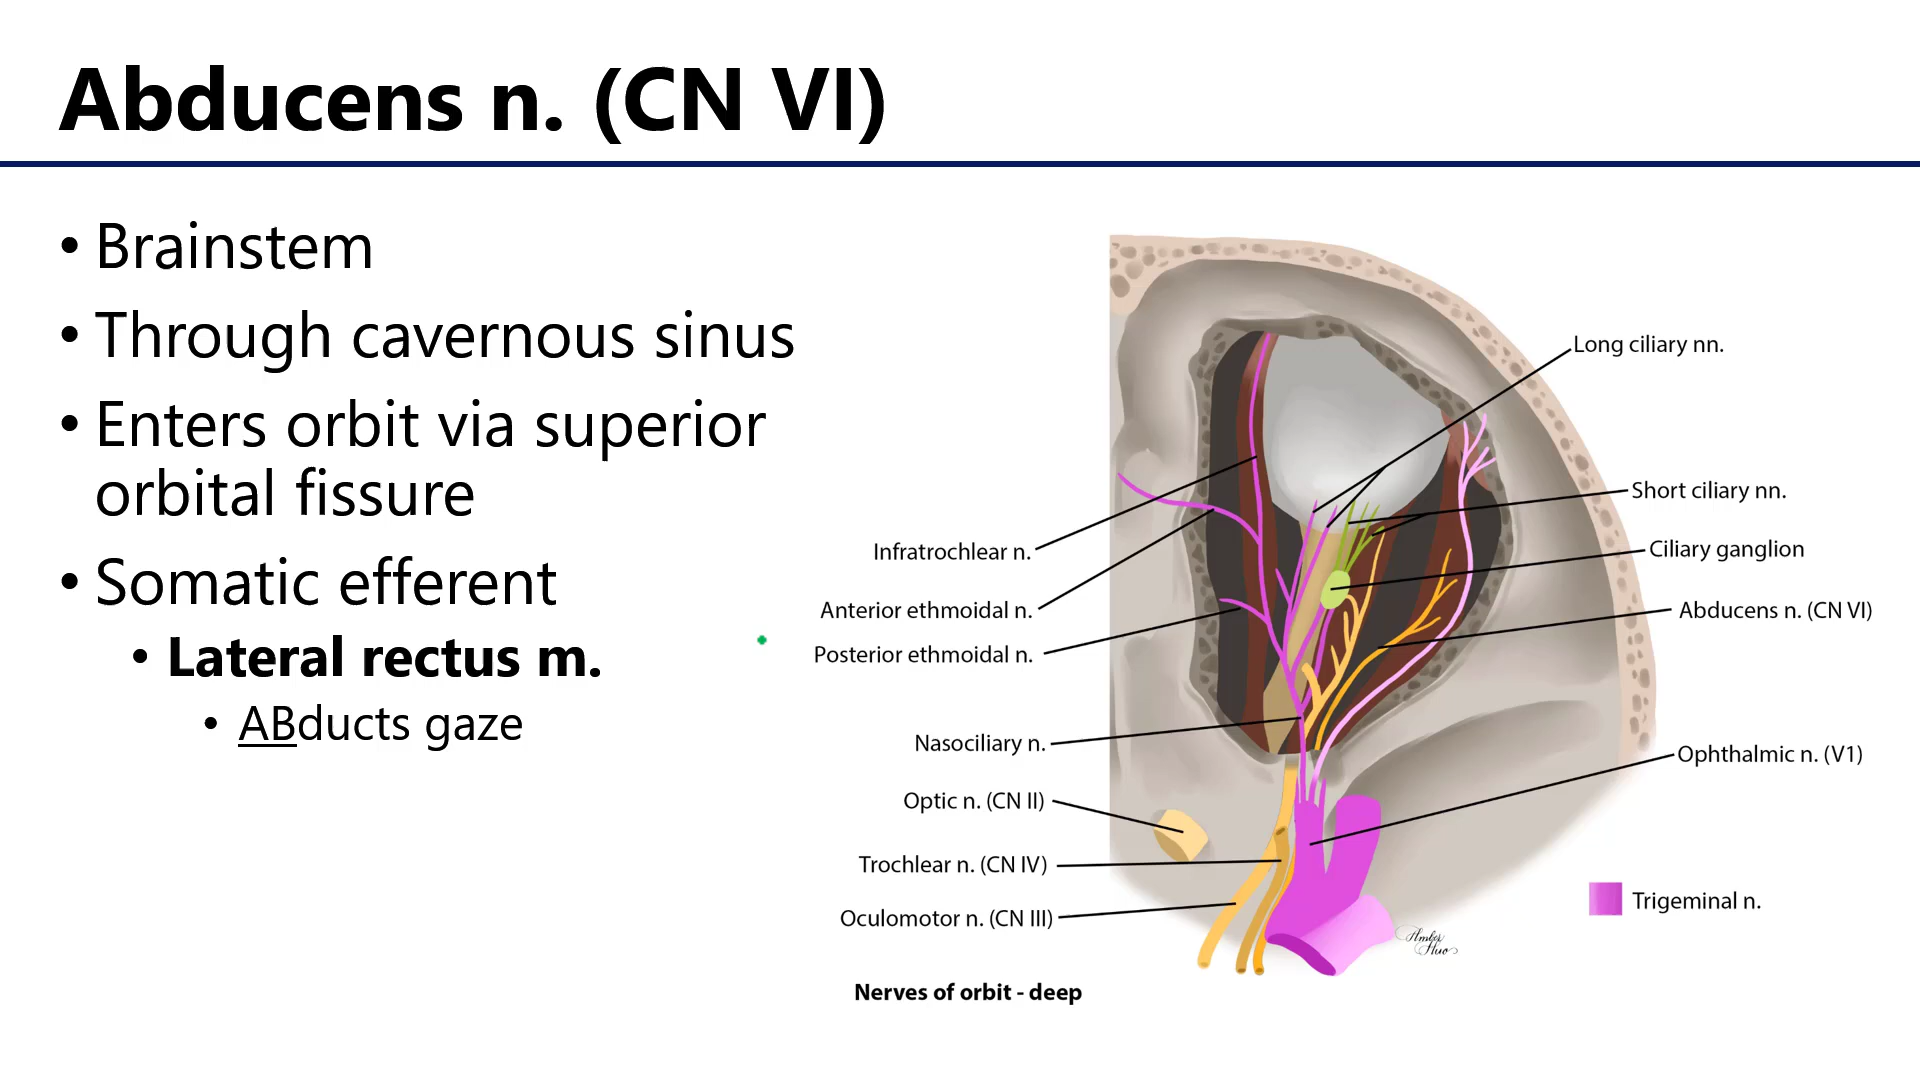 Abducens n. (CN VI)
• Brainstem
• Through cavernous sinus
• Enters orbit via superior
orbital fissure
• Somatic efferent
• Lateral rectus m.
• ABducts gaze
Long ciliary nn.
Short ciliary nn.
Ciliary ganglion
Abducens n. (CN VI)
Ophthalmic n. (V1)
Infratrochlear n.
Anterior ethmoidal n.
Posterior ethmoidal n.
Nasociliary n.
Optic n. (CN II)
Trochlear n. (CN IV)
Oculomotor n. (CN III)
Trigeminal n.
Amber
Huo
Nerves of orbit - deep